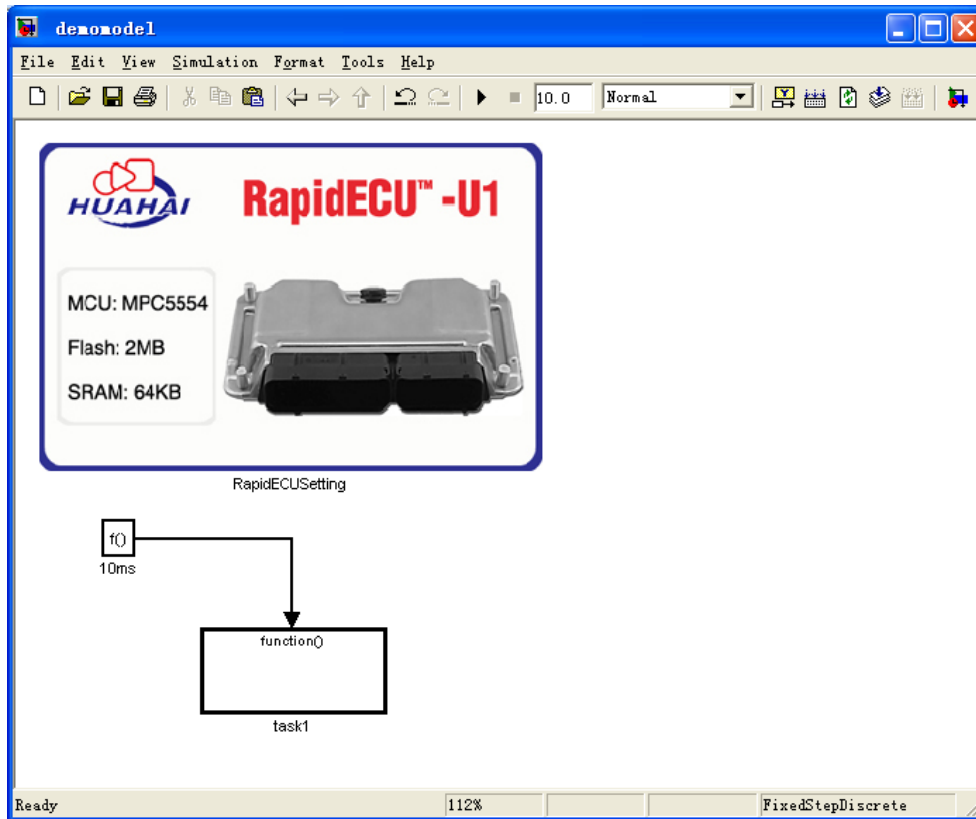 demomodel
File Edit View Simulation Format Tools Help
10.0 Normal
HUAHAI
RapidECU™ -U1
MCU: MPC5554
Flash: 2MB
SRAM: 64KB
RapidECUSetting
f()
10ms
function()
task1
Ready 112% FixedStepDiscrete